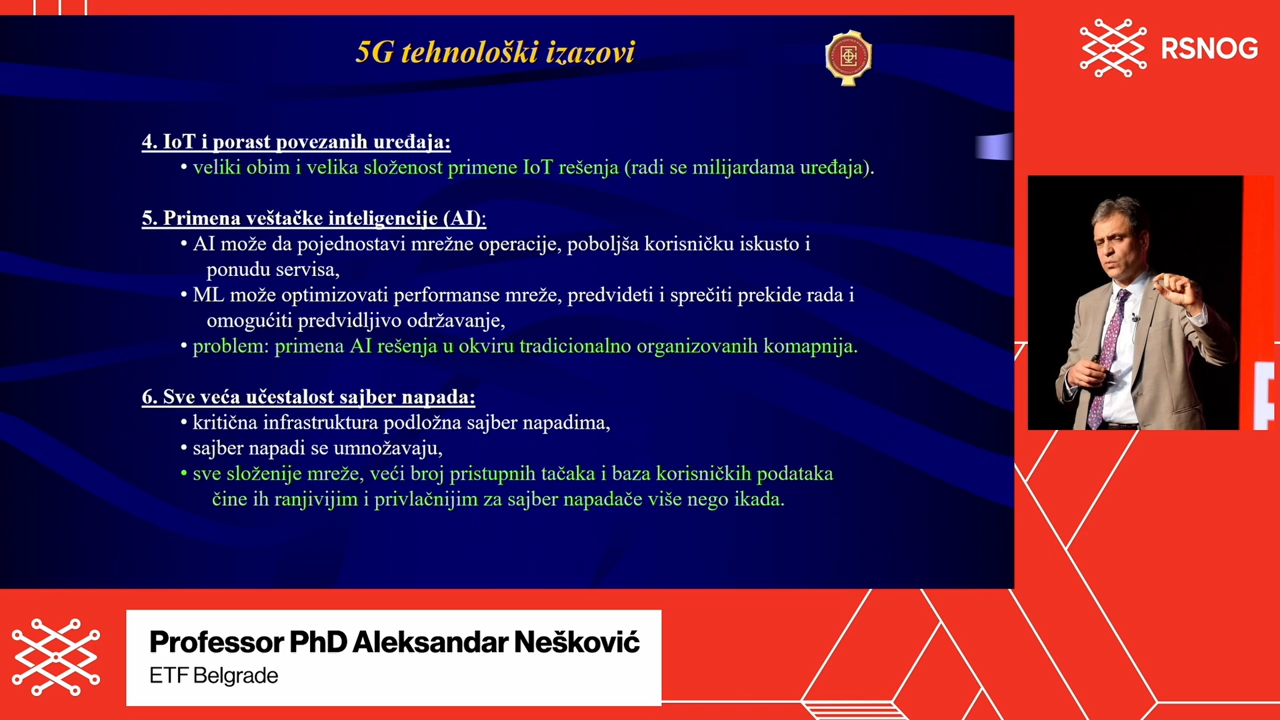 5G tehnološki izazovi
RSNOG
4. IoT i porast povezanih uređaja:
• veliki obim i velika složenost primene IoT rešenja (radi se milijardama uređaja).
5. Primena veštačke inteligencije (AI):
• AI može da pojednostavi mrežne operacije, poboljša korisničku iskusto i
ponudu servisa,
• ML može optimizovati performanse mreže, predvideti i sprečiti prekide rada i
omogućiti predvidljivo održavanje,
• problem: primena AI rešenja u okviru tradicionalno organizovanih komapnija.
6. Sve veća učestalost sajber napada:
• kritična infrastruktura podložna sajber napadima,
• sajber napadi se umnožavaju,
• sve složenije mreže, veći broj pristupnih tačaka i baza korisničkih podataka
čine ih ranjivijim i privlačnijim za sajber napadače više nego ikada.
Professor PhD Aleksandar Nešković
ETF Belgrade